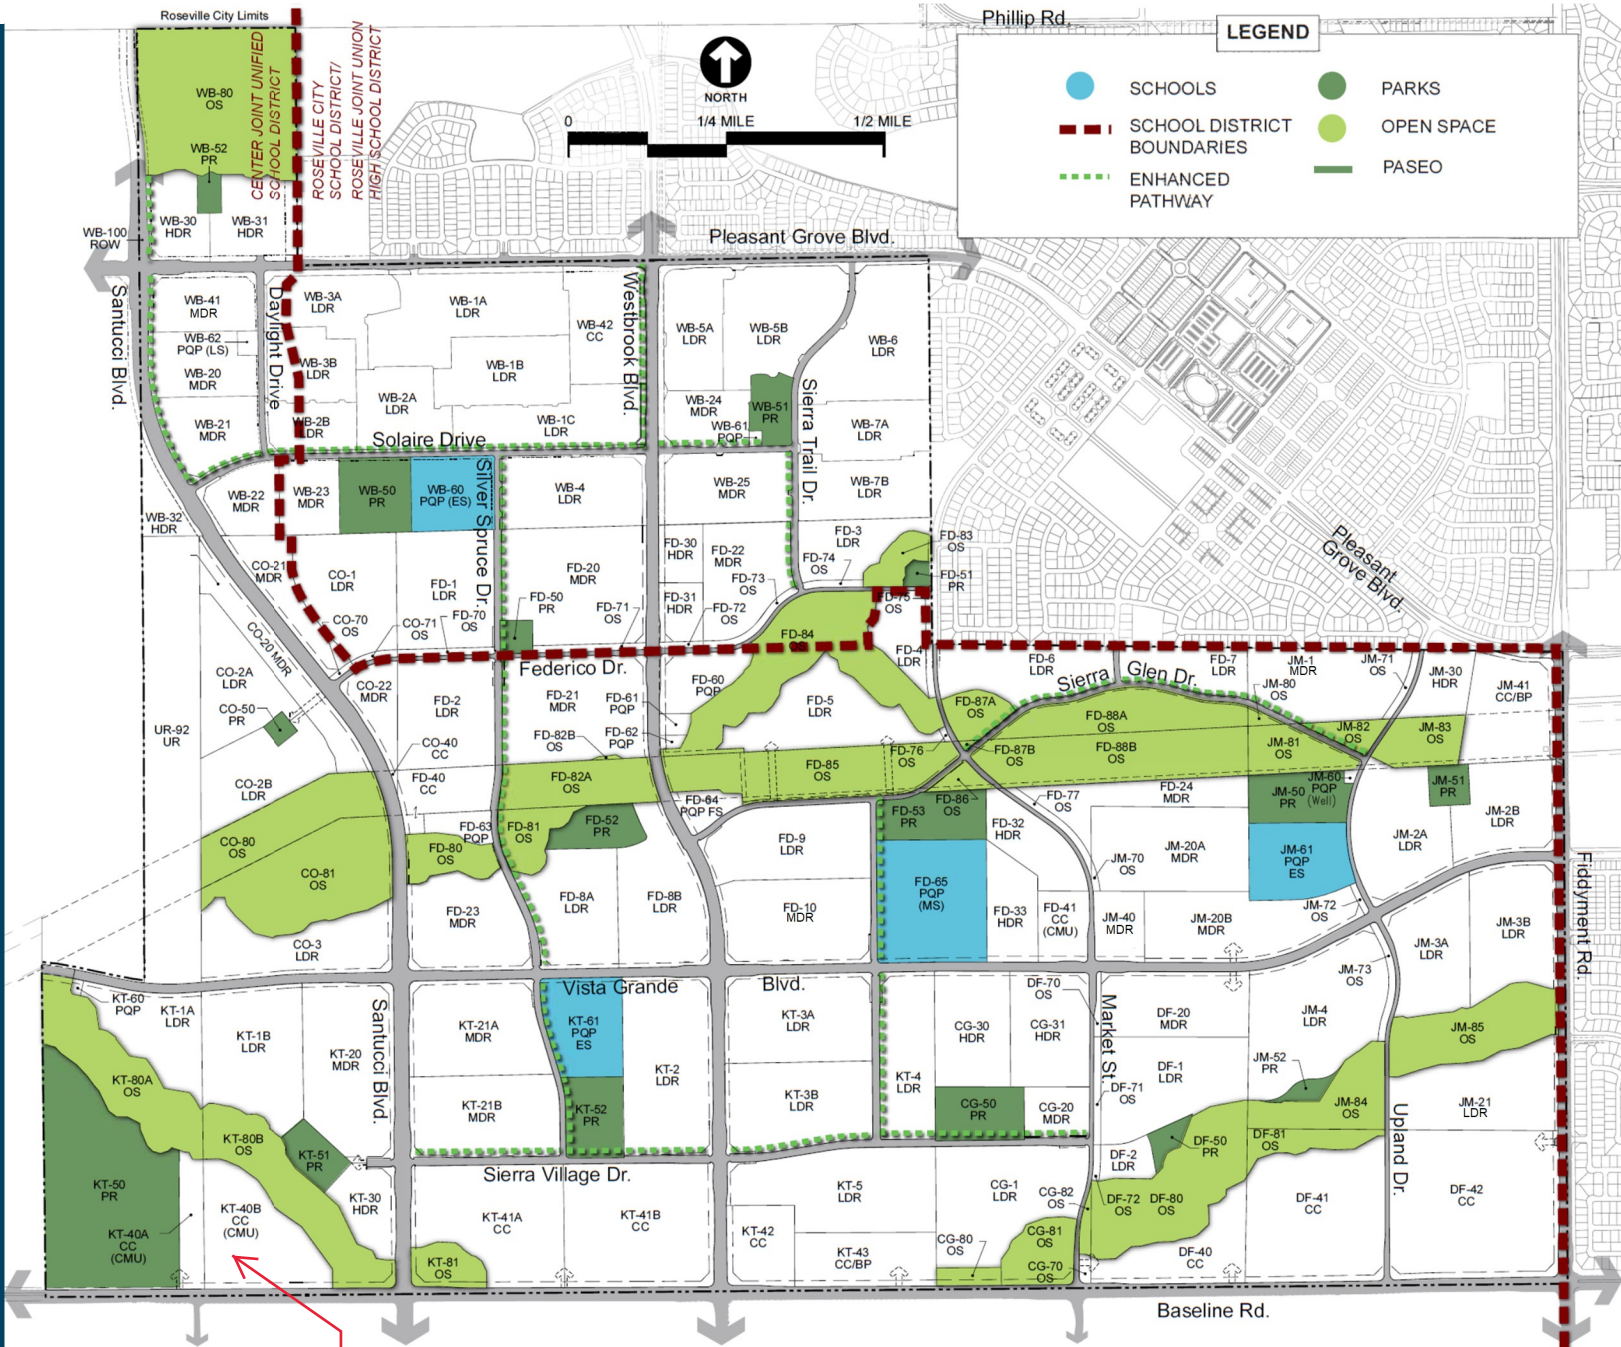 Roseville City Limits
Phillip Rd.
LEGEND
SCHOOLS
SCHOOL DISTRICT
BOUNDARIES
ENHANCED
PATHWAY
PARKS
OPEN SPACE
PASEO
NORTH
0
1/4 MILE
1/2 MILE
CENTER JOINT UNIFIED
SCHOOL DISTRICT
ROSEVILLE CITY
SCHOOL DISTRICT/
ROSEVILLE JOINT UNION
HIGH SCHOOL DISTRICT
WB-80
OS
WB-52
PR
WB-30
HDR
WB-31
HDR
WB-100
ROW
Pleasant Grove Blvd.
Santucci Blvd.
Daylight Drive
Westbrook Blvd.
WB-41
MDR
WB-62
PQP (LS)
WB-20
MDR
WB-21
MDR
WB-3A
LDR
WB-3B
LDR
WB-2B
LDR
WB-1A
LDR
WB-1B
LDR
WB-2A
LDR
WB-1C
LDR
WB-42
CC
WB-5A
LDR
WB-5B
LDR
WB-6
LDR
WB-24
MDR
WB-51
PR
WB-61
PQP
WB-7A
LDR
Sierra Trail Dr.
Solaire Drive
WB-22
MDR
WB-23
MDR
WB-50
PR
WB-60
PQP (ES)
Silver Spruce Dr.
WB-4
LDR
WB-25
MDR
WB-7B
LDR
WB-32
HDR
CO-21
MDR
CO-1
LDR
FD-1
LDR
FD-20
MDR
FD-30
HDR
FD-22
MDR
FD-3
LDR
FD-74
OS
FD-83
OS
FD-51
PR
FD-75
OS
FD-31
HDR
FD-73
OS
FD-72
OS
FD-71
OS
FD-50
PR
FD-70
OS
CO-71
OS
CO-70
OS
CO-20 MDR
FD-84
OS
FD-4
LDR
Federico Dr.
Pleasant
Grove Blvd.
CO-2A
LDR
CO-22
MDR
FD-2
LDR
FD-21
MDR
FD-61
PQP
FD-60
PQP
FD-5
LDR
FD-6
LDR
Sierra
Glen Dr.
FD-7
LDR
JM-1
MDR
JM-71
OS
JM-30
HDR
JM-41
CC/BP
JM-80
OS
CO-50
PR
UR-92
UR
CO-40
CC
FD-82B
OS
FD-62
PQP
FD-87A
OS
FD-88A
OS
FD-76
OS
FD-87B
OS
FD-88B
OS
JM-81
OS
JM-82
OS
JM-83
OS
CO-2B
LDR
FD-40
CC
FD-82A
OS
FD-85
OS
FD-64
PQP FS
FD-53
PR
FD-86
OS
FD-77
OS
FD-24
MDR
JM-50
PR
JM-60
PQP
(Well)
JM-51
PR
JM-2B
LDR
CO-80
OS
CO-81
OS
FD-80
OS
FD-63
PQP
FD-81
OS
FD-52
PR
FD-9
LDR
FD-32
HDR
JM-20A
MDR
JM-70
OS
JM-61
PQP
ES
JM-2A
LDR
FD-65
PQP
(MS)
FD-8A
LDR
FD-8B
LDR
FD-10
MDR
FD-33
HDR
FD-41
CC
(CMU)
JM-40
MDR
JM-20B
MDR
JM-72
OS
FD-23
MDR
CO-3
LDR
JM-3A
LDR
JM-3B
LDR
Fiddyment Rd.
KT-60
PQP
KT-1A
LDR
Vista Grande
Blvd.
JM-73
OS
KT-1B
LDR
KT-20
MDR
Santucci Blvd.
KT-21A
MDR
KT-61
PQP
ES
KT-2
LDR
KT-3A
LDR
CG-30
HDR
CG-31
HDR
DF-70
OS
Market St.
DF-20
MDR
JM-4
LDR
JM-85
OS
KT-80A
OS
KT-21B
MDR
KT-52
PR
KT-3B
LDR
KT-4
LDR
CG-50
PR
CG-20
MDR
DF-71
OS
DF-1
LDR
JM-52
PR
JM-84
OS
JM-21
LDR
KT-80B
OS
KT-51
PR
DF-50
PR
DF-81
OS
Upland Dr.
DF-2
LDR
Sierra Village Dr.
KT-50
PR
KT-40A
CC
(CMU)
KT-40B
CC
(CMU)
KT-30
HDR
KT-41A
CC
KT-41B
CC
KT-5
LDR
CG-1
LDR
CG-82
OS
DF-72
OS
DF-80
OS
DF-41
CC
DF-42
CC
KT-42
CC
KT-43
CC/BP
CG-80
OS
CG-81
OS
CG-70
OS
DF-40
CC
KT-81
OS
Baseline Rd.